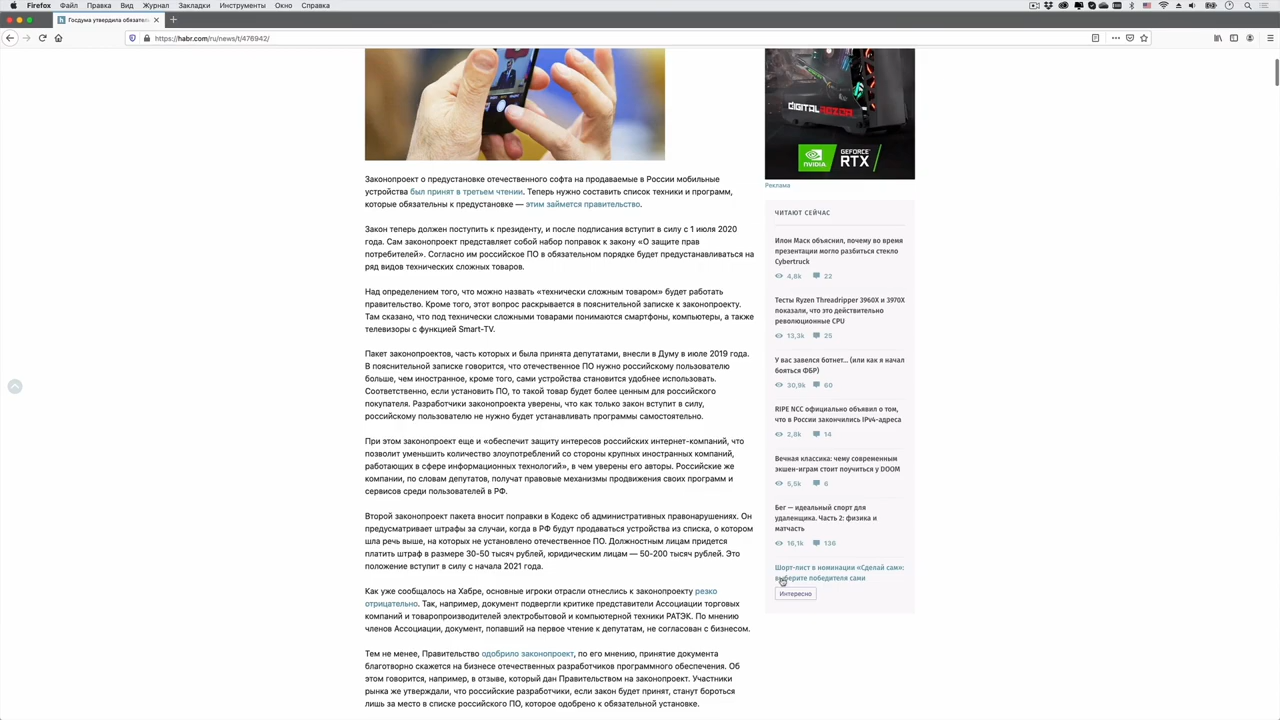 Firefox Файл Правка Вид Журнал Закладки Инструменты Окно Справка
Госдума утвердила обязател
https://habr.com/ru/news/t/476942/
DIGITAL RAZOR
NVIDIA
GEFORCE
RTX
Реклама
Законопроект о предустановке отечественного софта на продаваемые в России мобильные
устройства был принят в третьем чтении. Теперь нужно составить список техники и программ,
которые обязательны к предустановке — этим займется правительство.
Закон теперь должен поступить к президенту, и после подписания вступит в силу с 1 июля 2020
года. Сам законопроект представляет собой набор поправок к закону «О защите прав
потребителей». Согласно им российское ПО в обязательном порядке будет предустанавливаться на
ряд видов технических сложных товаров.
Над определением того, что можно назвать «технически сложным товаром» будет работать
правительство. Кроме того, этот вопрос раскрывается в пояснительной записке к законопроекту.
Там сказано, что под технически сложными товарами понимаются смартфоны, компьютеры, а также
телевизоры с функцией Smart-TV.
Пакет законопроектов, часть которых и была принята депутатами, внесли в Думу в июле 2019 года.
В пояснительной записке говорится, что отечественное ПО нужно российскому пользователю
больше, чем иностранное, кроме того, сами устройства становится удобнее использовать.
Соответственно, если установить ПО, то такой товар будет более ценным для российского
покупателя. Разработчики законопроекта уверены, что как только закон вступит в силу,
российскому пользователю не нужно будет устанавливать программы самостоятельно.
При этом законопроект еще и «обеспечит защиту интересов российских интернет-компаний, что
позволит уменьшить количество злоупотреблений со стороны крупных иностранных компаний,
работающих в сфере информационных технологий», в чем уверены его авторы. Российские же
компании, по словам депутатов, получат правовые механизмы продвижения своих программ и
сервисов среди пользователей в РФ.
Второй законопроект пакета вносит поправки в Кодекс об административных правонарушениях. Он
предусматривает штрафы за случаи, когда в РФ будут продаваться устройства из списка, о котором
шла речь выше, на которых не установлено отечественное ПО. Должностным лицам придется
платить штраф в размере 30-50 тысяч рублей, юридическим лицам — 50-200 тысяч рублей. Это
положение вступит в силу с начала 2021 года.
Как уже сообщалось на Хабре, основные игроки отрасли отнеслись к законопроекту резко
отрицательно. Так, например, документ подвергли критике представители Ассоциации торговых
компаний и товаропроизводителей электробытовой и компьютерной техники РАТЭК. По мнению
членов Ассоциации, документ, попавший на первое чтение к депутатам, не согласован с бизнесом.
Тем не менее, Правительство одобрило законопроект, по его мнению, принятие документа
благотворно скажется на бизнесе отечественных разработчиков программного обеспечения. Об
этом говорится, например, в отзыве, который дан Правительством на законопроект. Участники
рынка же утверждали, что российские разработчики, если закон будет принят, станут бороться
лишь за место в списке российского ПО, которое одобрено к обязательной установке.
ЧИТАЮТ СЕЙЧАС
Илон Маск объяснил, почему во время
презентации могло разбиться стекло
Cybertruck
4,8k 22
Тесты Ryzen Threadripper 3960X и 3970X
показали, что это действительно
революционные CPU
13,3k 25
У вас завелся ботнет… (или как я начал
бояться ФБР)
30,9k 60
RIPE NCC официально объявил о том,
что в России закончились IPv4-адреса
2,8k 14
Вечная классика: чему современным
экшен-играм стоит поучиться у DOOM
5,5k 6
Бег — идеальный спорт для
удаленщика. Часть 2: физика и
матчасть
16,1k 136
Шорт-лист в номинации «Сделай сам»:
выберите победителя сами
Интересно